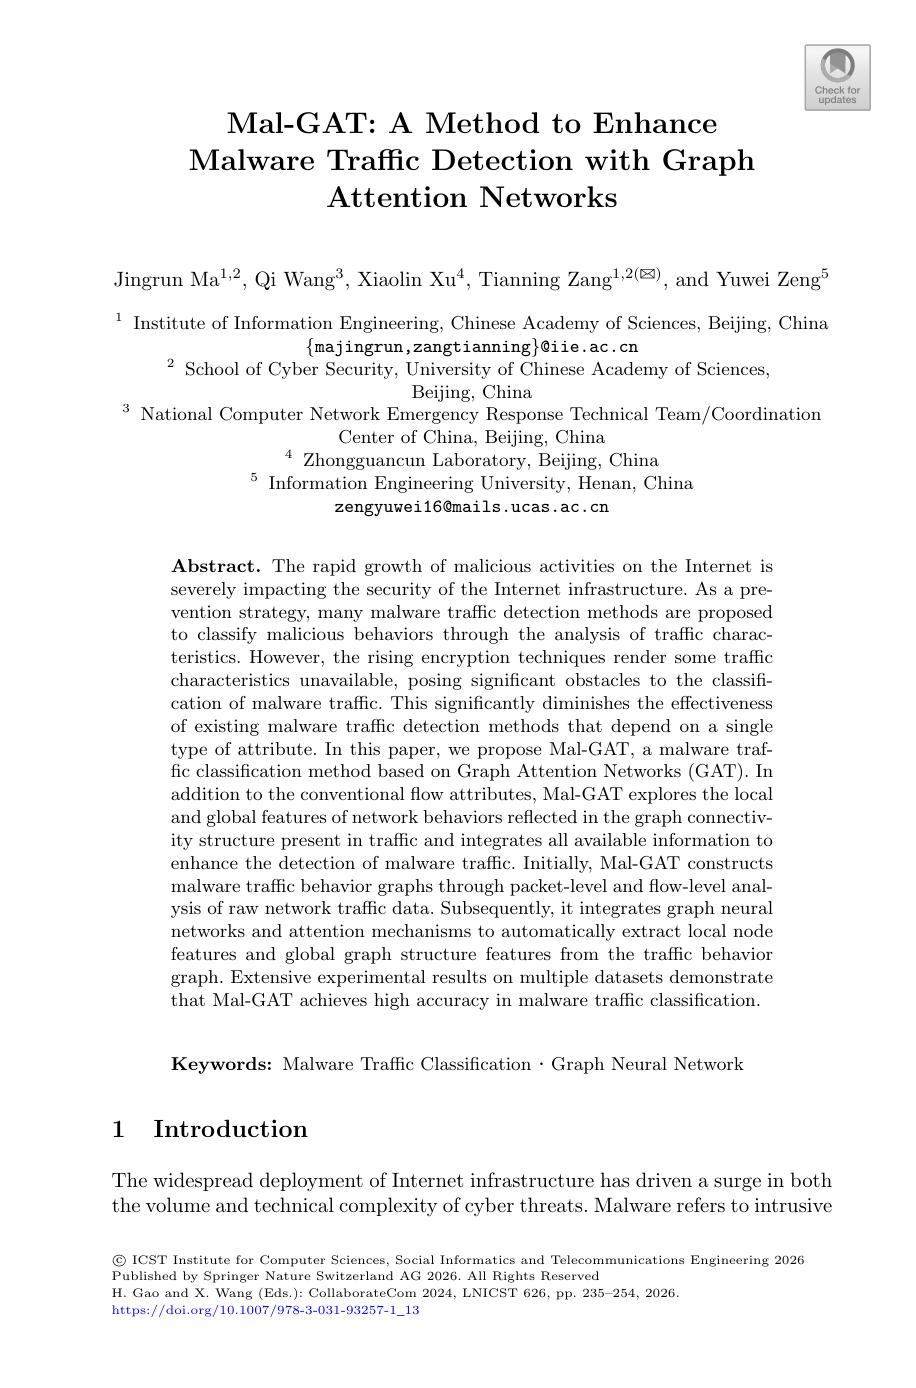 Check for
updates
Mal-GAT: A Method to Enhance
Malware Traffic Detection with Graph
Attention Networks
Jingrun Ma1,2, Qi Wang3, Xiaolin Xu4, Tianning Zang1,2(✉), and Yuwei Zeng5
1 Institute of Information Engineering, Chinese Academy of Sciences, Beijing, China
{majingrun,zangtianning}@iie.ac.cn
2 School of Cyber Security, University of Chinese Academy of Sciences,
Beijing, China
3 National Computer Network Emergency Response Technical Team/Coordination
Center of China, Beijing, China
4 Zhongguancun Laboratory, Beijing, China
5 Information Engineering University, Henan, China
zengyuwei16@mails.ucas.ac.cn
Abstract. The rapid growth of malicious activities on the Internet is
severely impacting the security of the Internet infrastructure. As a pre-
vention strategy, many malware traffic detection methods are proposed
to classify malicious behaviors through the analysis of traffic charac-
teristics. However, the rising encryption techniques render some traffic
characteristics unavailable, posing significant obstacles to the classifi-
cation of malware traffic. This significantly diminishes the effectiveness
of existing malware traffic detection methods that depend on a single
type of attribute. In this paper, we propose Mal-GAT, a malware traf-
fic classification method based on Graph Attention Networks (GAT). In
addition to the conventional flow attributes, Mal-GAT explores the local
and global features of network behaviors reflected in the graph connectiv-
ity structure present in traffic and integrates all available information to
enhance the detection of malware traffic. Initially, Mal-GAT constructs
malware traffic behavior graphs through packet-level and flow-level anal-
ysis of raw network traffic data. Subsequently, it integrates graph neural
networks and attention mechanisms to automatically extract local node
features and global graph structure features from the traffic behavior
graph. Extensive experimental results on multiple datasets demonstrate
that Mal-GAT achieves high accuracy in malware traffic classification.
Keywords: Malware Traffic Classification · Graph Neural Network
1 Introduction
The widespread deployment of Internet infrastructure has driven a surge in both
the volume and technical complexity of cyber threats. Malware refers to intrusive
© ICST Institute for Computer Sciences, Social Informatics and Telecommunications Engineering 2026
Published by Springer Nature Switzerland AG 2026. All Rights Reserved
H. Gao and X. Wang (Eds.): CollaborateCom 2024, LNICST 626, pp. 235–254, 2026.
https://doi.org/10.1007/978-3-031-93257-1_13